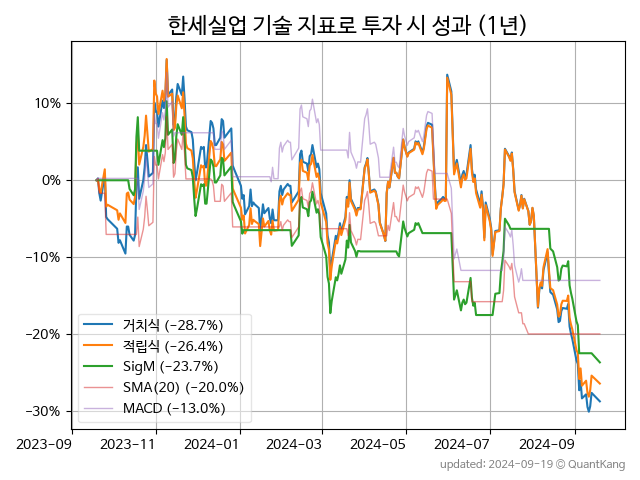 한세실업 기술 지표로 투자 시 성과 (1년)
10%
0%
−10%
−20%
−30%
거치식 (−28.7%)
적립식 (−26.4%)
SigM (−23.7%)
SMA(20) (−20.0%)
MACD (−13.0%)
2023-09 2023-11 2024-01 2024-03 2024-05 2024-07 2024-09
updated: 2024-09-19 © QuantKang